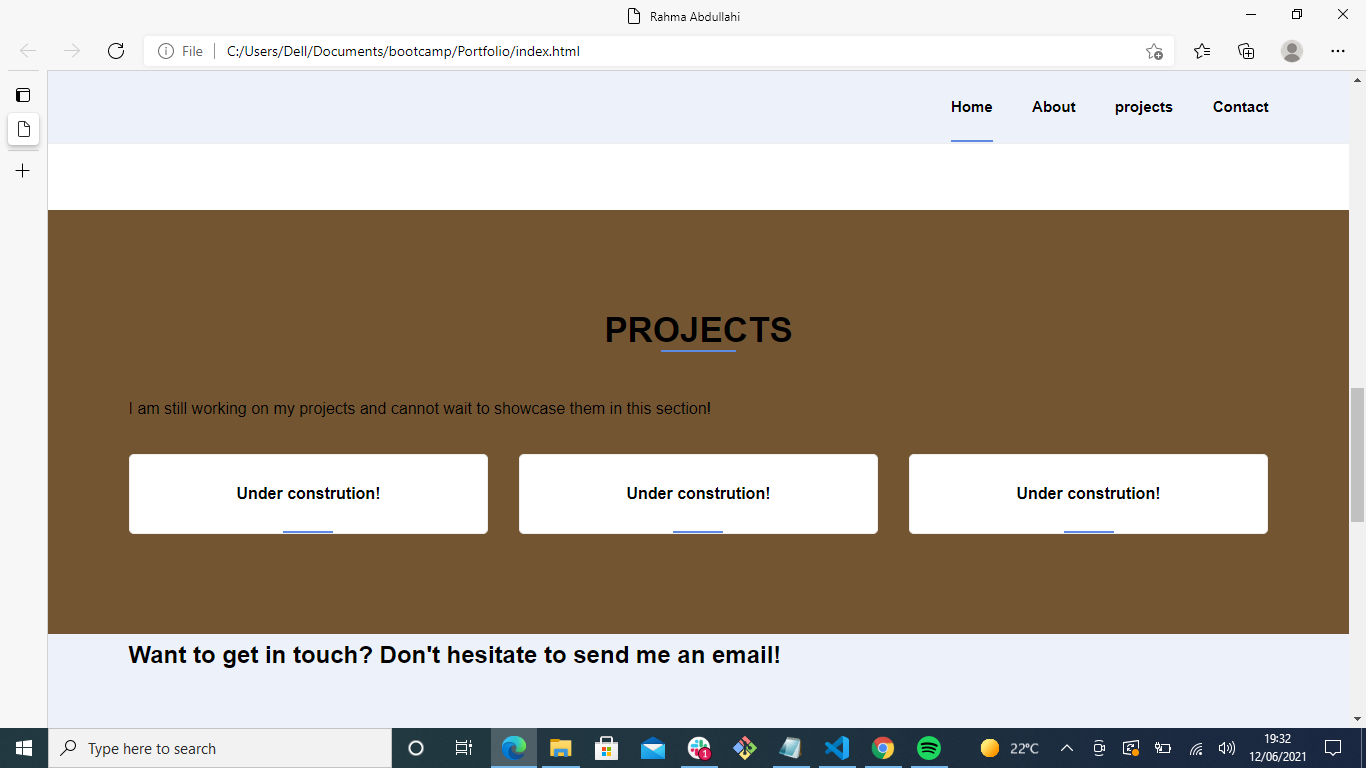 Rahma Abdullahi
File C:/Users/Dell/Documents/bootcamp/Portfolio/index.html
Home About projects Contact
PROJECTS
I am still working on my projects and cannot wait to showcase them in this section!
Under constrution! Under constrution! Under constrution!
Want to get in touch? Don't hesitate to send me an email!
Type here to search
1
22°C
19:32
12/06/2021